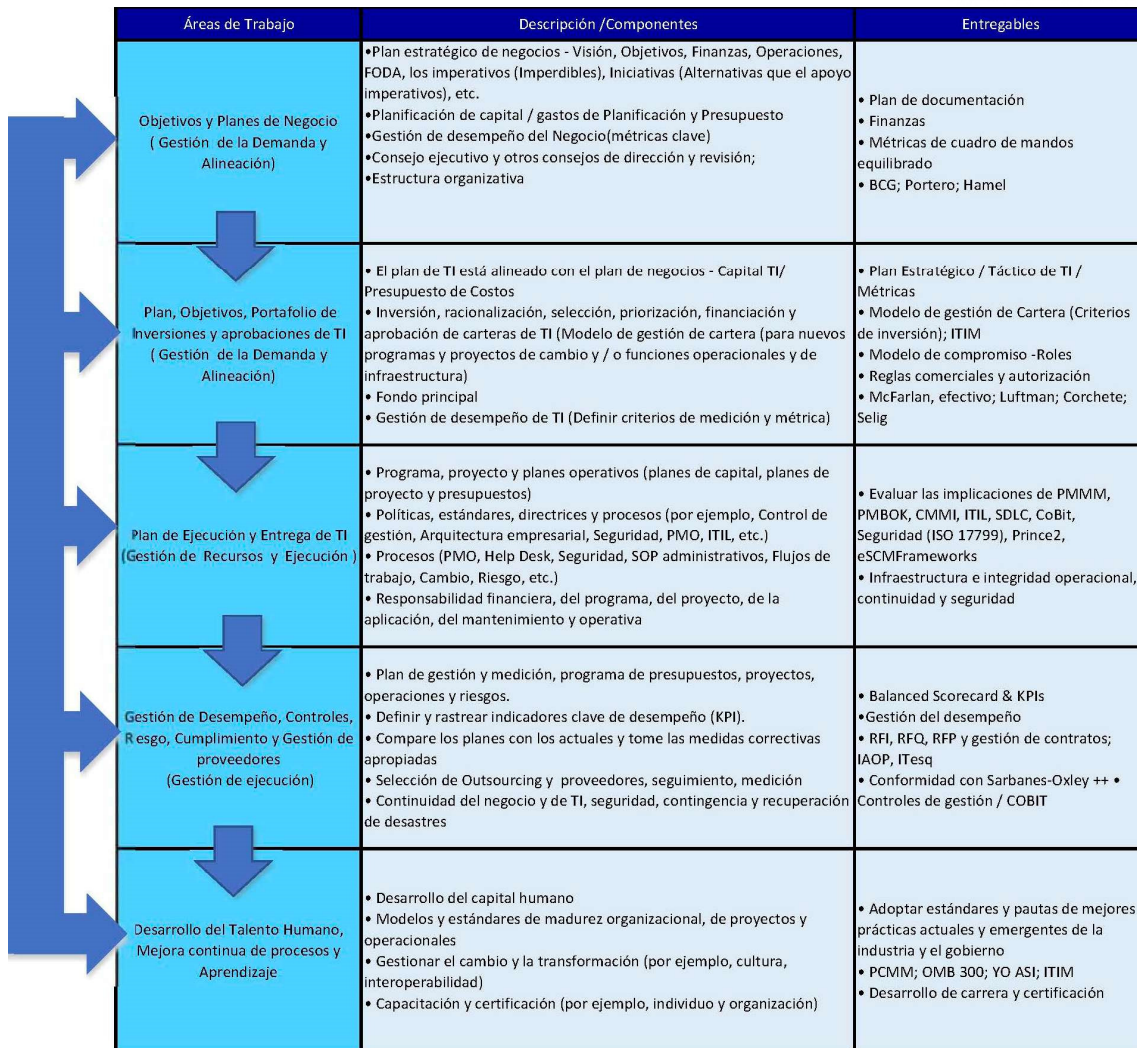 Áreas de Trabajo
Descripción /Componentes
Entregables
Objetivos y Planes de Negocio
( Gestión de la Demanda y
Alineación)
•Plan estratégico de negocios - Visión, Objetivos, Finanzas, Operaciones,
FODA, los imperativos (Imperdibles), Iniciativas (Alternativas que el apoyo
imperativos), etc.
•Planificación de capital / gastos de Planificación y Presupuesto
•Gestión de desempeño del Negocio(métricas clave)
•Consejo ejecutivo y otros consejos de dirección y revisión;
•Estructura organizativa
• Plan de documentación
• Finanzas
• Métricas de cuadro de mandos
equilibrado
• BCG; Portero; Hamel
Plan, Objetivos, Portafolio de
Inversiones y aprobaciones de TI
( Gestión de la Demanda y
Alineación)
• El plan de TI está alineado con el plan de negocios - Capital TI/
Presupuesto de Costos
• Inversión, racionalización, selección, priorización, financiación y
aprobación de carteras de TI (Modelo de gestión de cartera (para nuevos
programas y proyectos de cambio y / o funciones operacionales y de
infraestructura)
• Fondo principal
• Gestión de desempeño de TI (Definir criterios de medición y métrica)
• Plan Estratégico / Táctico de TI /
Métricas
• Modelo de gestión de Cartera (Criterios
de inversión); ITIM
• Modelo de compromiso -Roles
• Reglas comerciales y autorización
• McFarlan, efectivo; Luftman; Corchete;
Selig
Plan de Ejecución y Entrega de TI
(Gestión de Recursos y Ejecución )
• Programa, proyecto y planes operativos (planes de capital, planes de
proyecto y presupuestos)
• Políticas, estándares, directrices y procesos (por ejemplo, Control de
gestión, Arquitectura empresarial, Seguridad, PMO, ITIL, etc.)
• Procesos (PMO, Help Desk, Seguridad, SOP administrativos, Flujos de
trabajo, Cambio, Riesgo, etc.)
• Responsabilidad financiera, del programa, del proyecto, de la
aplicación, del mantenimiento y operativa
• Evaluar las implicaciones de PMMM,
PMBOK, CMMI, ITIL, SDLC, CoBit,
Seguridad (ISO 17799), Prince2,
eSCMFrameworks
• Infraestructura e integridad operacional,
continuidad y seguridad
Gestión de Desempeño, Controles,
Riesgo, Cumplimiento y Gestión de
proveedores
(Gestión de ejecución)
• Plan de gestión y medición, programa de presupuestos, proyectos,
operaciones y riesgos.
• Definir y rastrear indicadores clave de desempeño (KPI).
• Compare los planes con los actuales y tome las medidas correctivas
apropiadas
• Selección de Outsourcing y proveedores, seguimiento, medición
• Continuidad del negocio y de TI, seguridad, contingencia y recuperación
de desastres
• Balanced Scorecard & KPIs
•Gestión del desempeño
• RFI, RFQ, RFP y gestión de contratos;
IAOP, ITesq
• Conformidad con Sarbanes-Oxley ++ •
Controles de gestión / COBIT
Desarrollo del Talento Humano,
Mejora continua de procesos y
Aprendizaje
• Desarrollo del capital humano
• Modelos y estándares de madurez organizacional, de proyectos y
operacionales
• Gestionar el cambio y la transformación (por ejemplo, cultura,
interoperabilidad)
• Capacitación y certificación (por ejemplo, individuo y organización)
• Adoptar estándares y pautas de mejores
prácticas actuales y emergentes de la
industria y el gobierno
• PCMM; OMB 300; YO ASI; ITIM
• Desarrollo de carrera y certificación